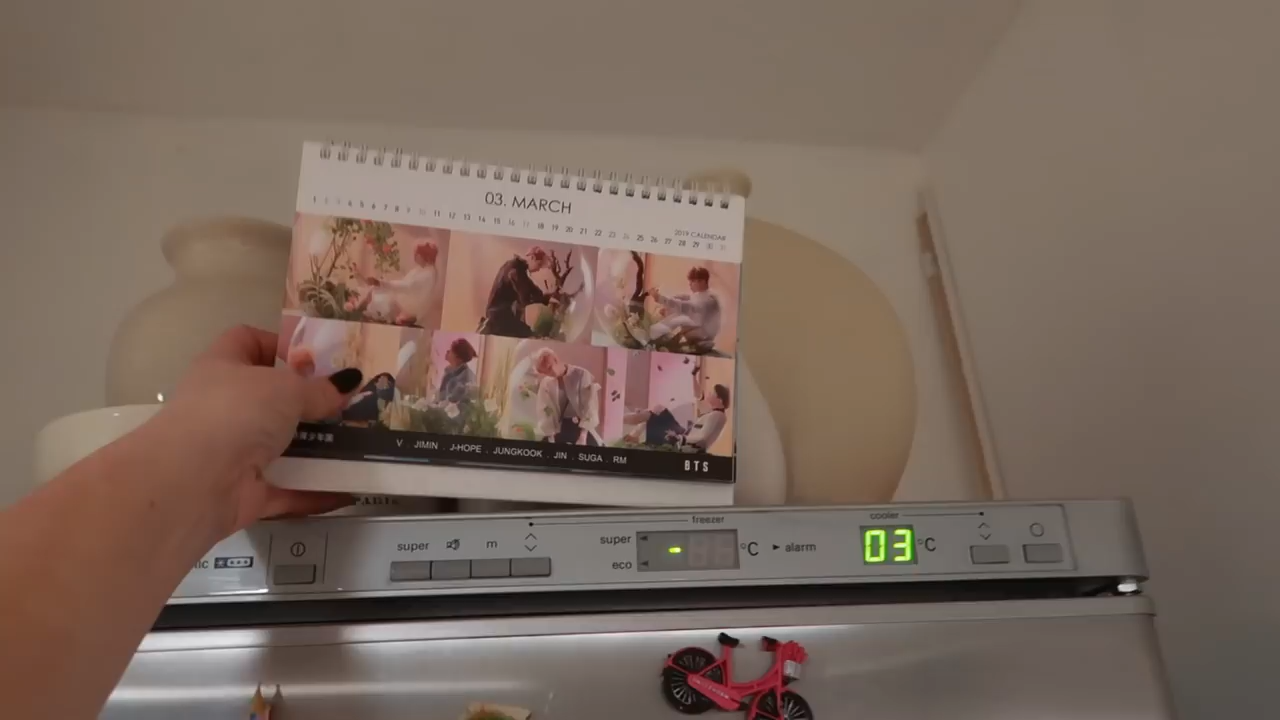 03. MARCH
1 2 3 4 5 6 7 8 9 10 11 12 13 14 15 16 17 18 19 20 21 22 23 24 25 26 27 28 29 30 31
2019 CALENDAR
V . JIMIN . J-HOPE . JUNGKOOK . JIN . SUGA . RM
BTS
freezer
cooler
super
m
super
eco
°C
alarm
03 °C